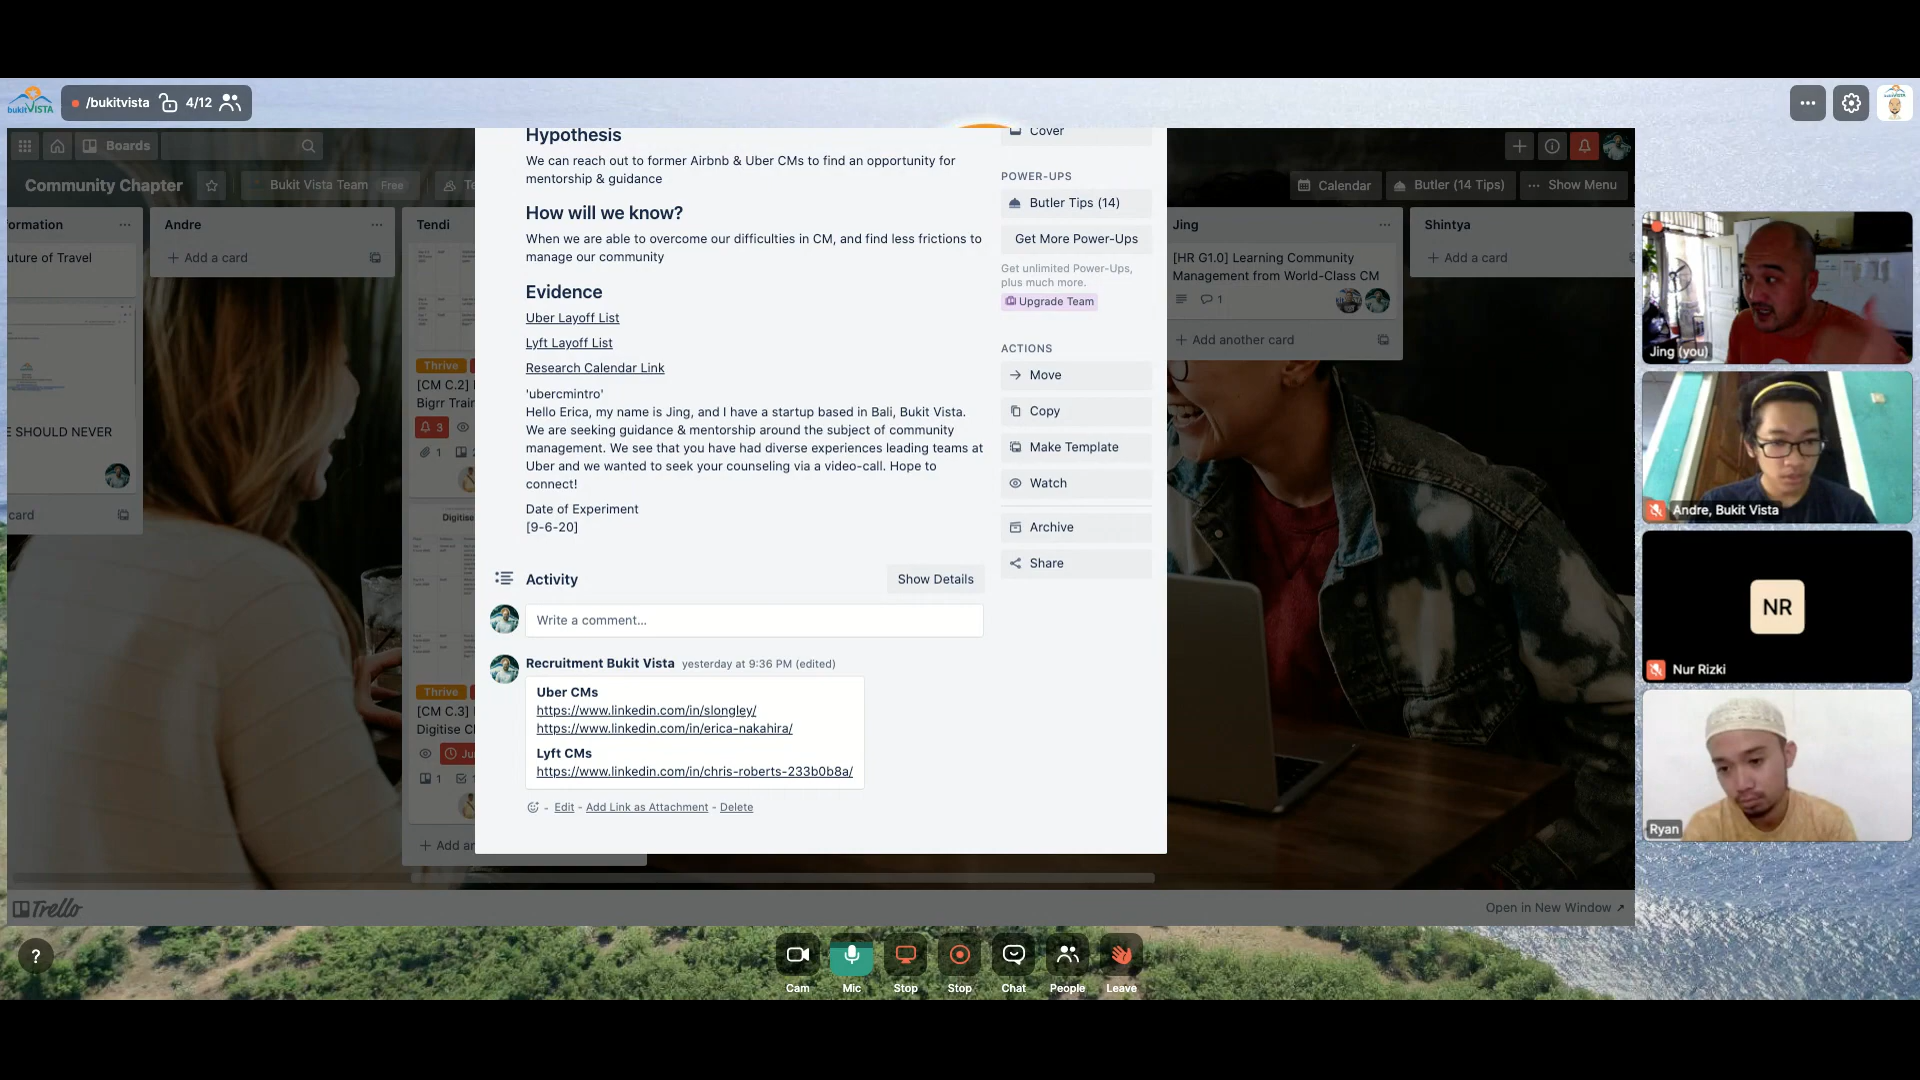 bukitVISTA
/bukitvista 4/12
Boards
Community Chapter
Bukit Vista Team Free
Te
Calendar
Butler (14 Tips)
Show Menu
ormation
uture of Travel
E SHOULD NEVER
card
Andre
+ Add a card
Tendi
Thrive
[CM C.2]
Bigrr Train
3
1
Digitise
Thrive
[CM C.3]
Digitise C
Ju
1
+ Add an
Hypothesis
We can reach out to former Airbnb & Uber CMs to find an opportunity for
mentorship & guidance
How will we know?
When we are able to overcome our difficulties in CM, and find less frictions to
manage our community
Evidence
Uber Layoff List
Lyft Layoff List
Research Calendar Link
'ubercmintro'
Hello Erica, my name is Jing, and I have a startup based in Bali, Bukit Vista.
We are seeking guidance & mentorship around the subject of community
management. We see that you have had diverse experiences leading teams at
Uber and we wanted to seek your counseling via a video-call. Hope to
connect!
Date of Experiment
[9-6-20]
Activity
Show Details
Write a comment...
Recruitment Bukit Vista yesterday at 9:36 PM (edited)
Uber CMs
https://www.linkedin.com/in/slongley/
https://www.linkedin.com/in/erica-nakahira/
Lyft CMs
https://www.linkedin.com/in/chris-roberts-233b0b8a/
- Edit - Add Link as Attachment - Delete
Cover
POWER-UPS
Butler Tips (14)
Get More Power-Ups
Get unlimited Power-Ups,
plus much more.
Upgrade Team
ACTIONS
Move
Copy
Make Template
Watch
Archive
Share
Jing
[HR G1.0] Learning Community
Management from World-Class CM
1
+ Add another card
Shintya
+ Add a card
Trello
Open in New Window
Jing (you)
Andre, Bukit Vista
NR
Nur Rizki
Ryan
?
Cam
Mic
Stop
Stop
Chat
People
Leave